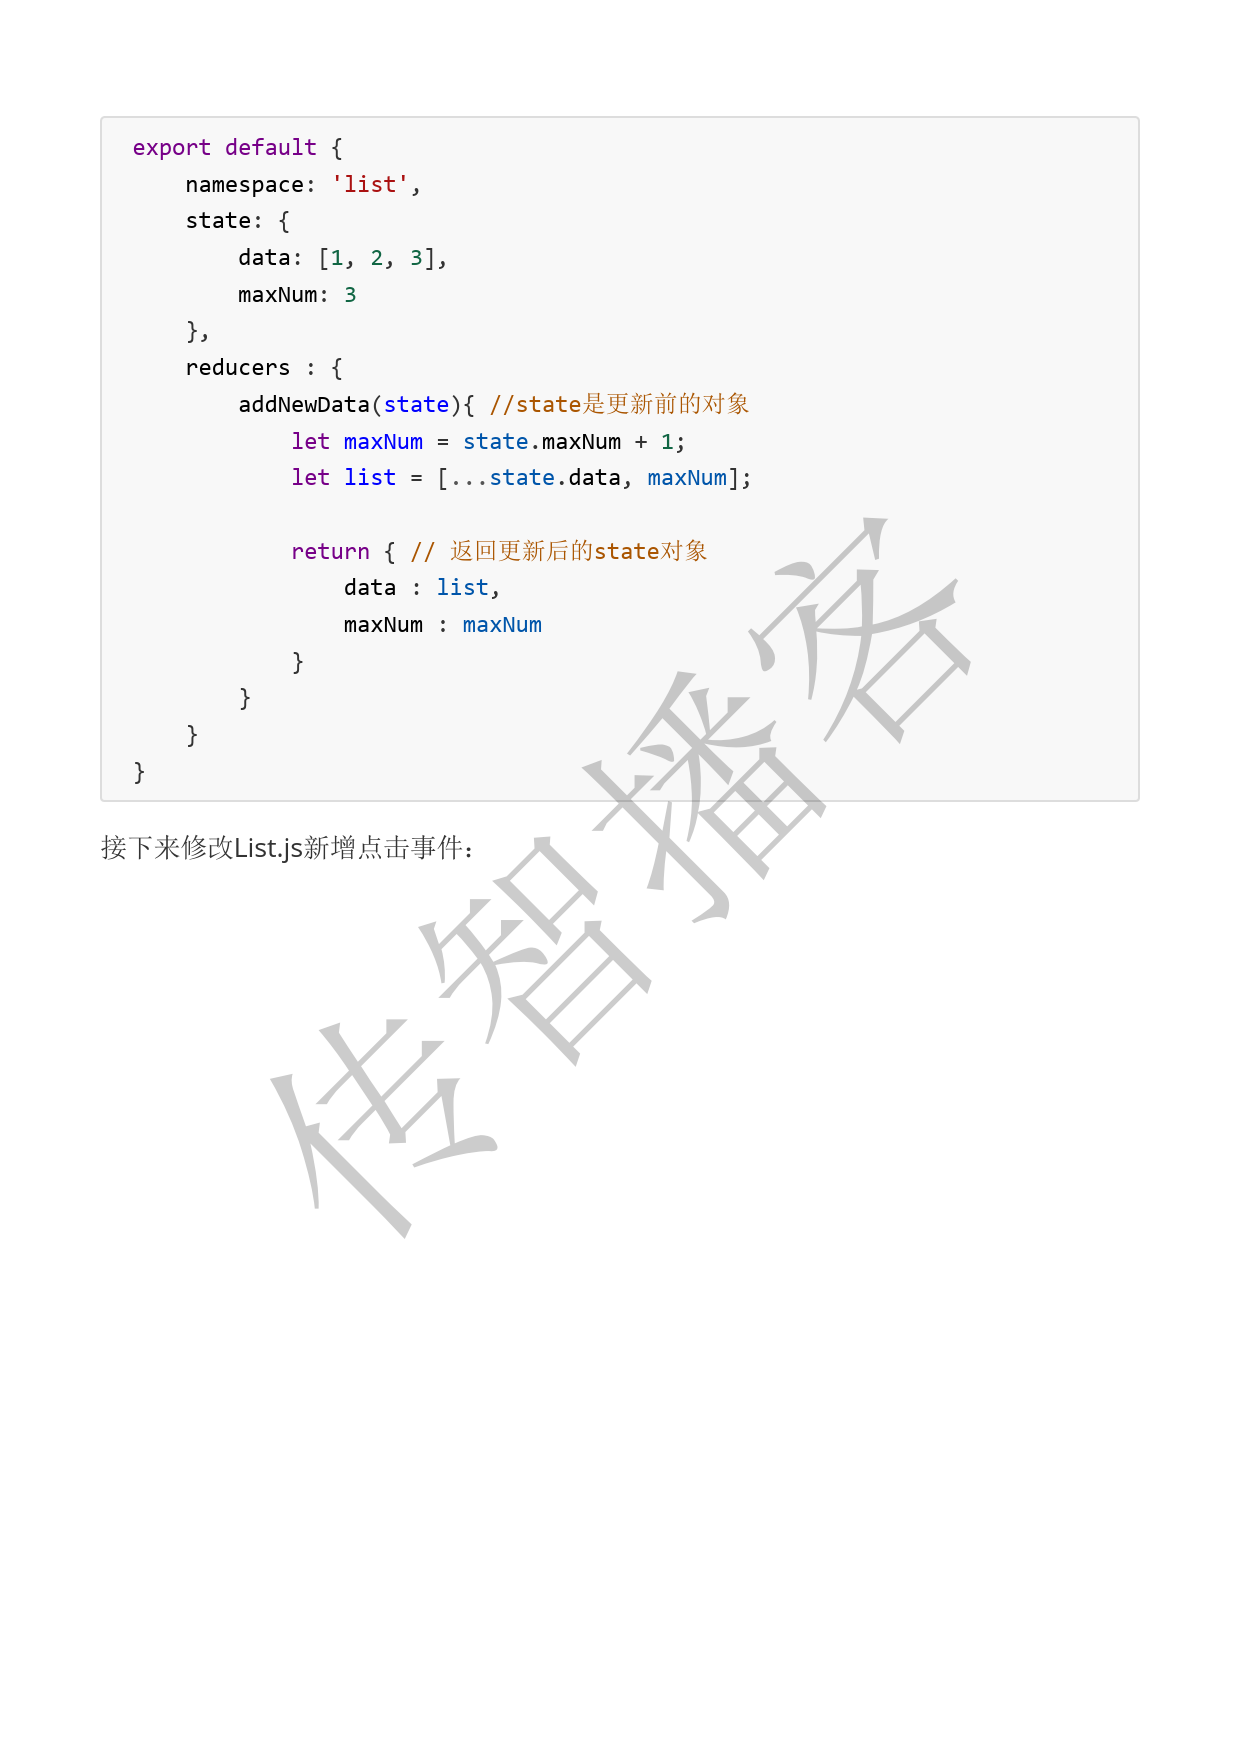 export default {
    namespace: 'list',
    state: {
        data: [1, 2, 3],
        maxNum: 3
    },
    reducers : {
        addNewData(state){ //state是更新前的对象
            let maxNum = state.maxNum + 1;
            let list = [...state.data, maxNum];

            return { // 返回更新后的state对象
                data : list,
                maxNum : maxNum
            }
        }
    }
}
接下来修改List.js新增点击事件：
传智播客